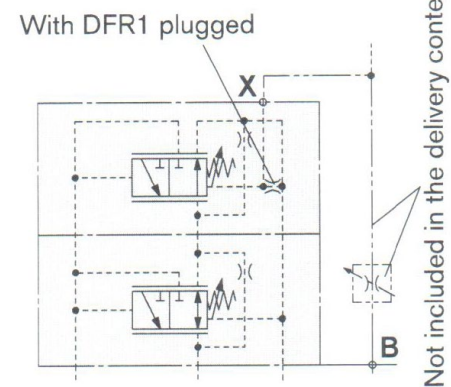 With DFR1 plugged
X
B
Not included in the delivery conte